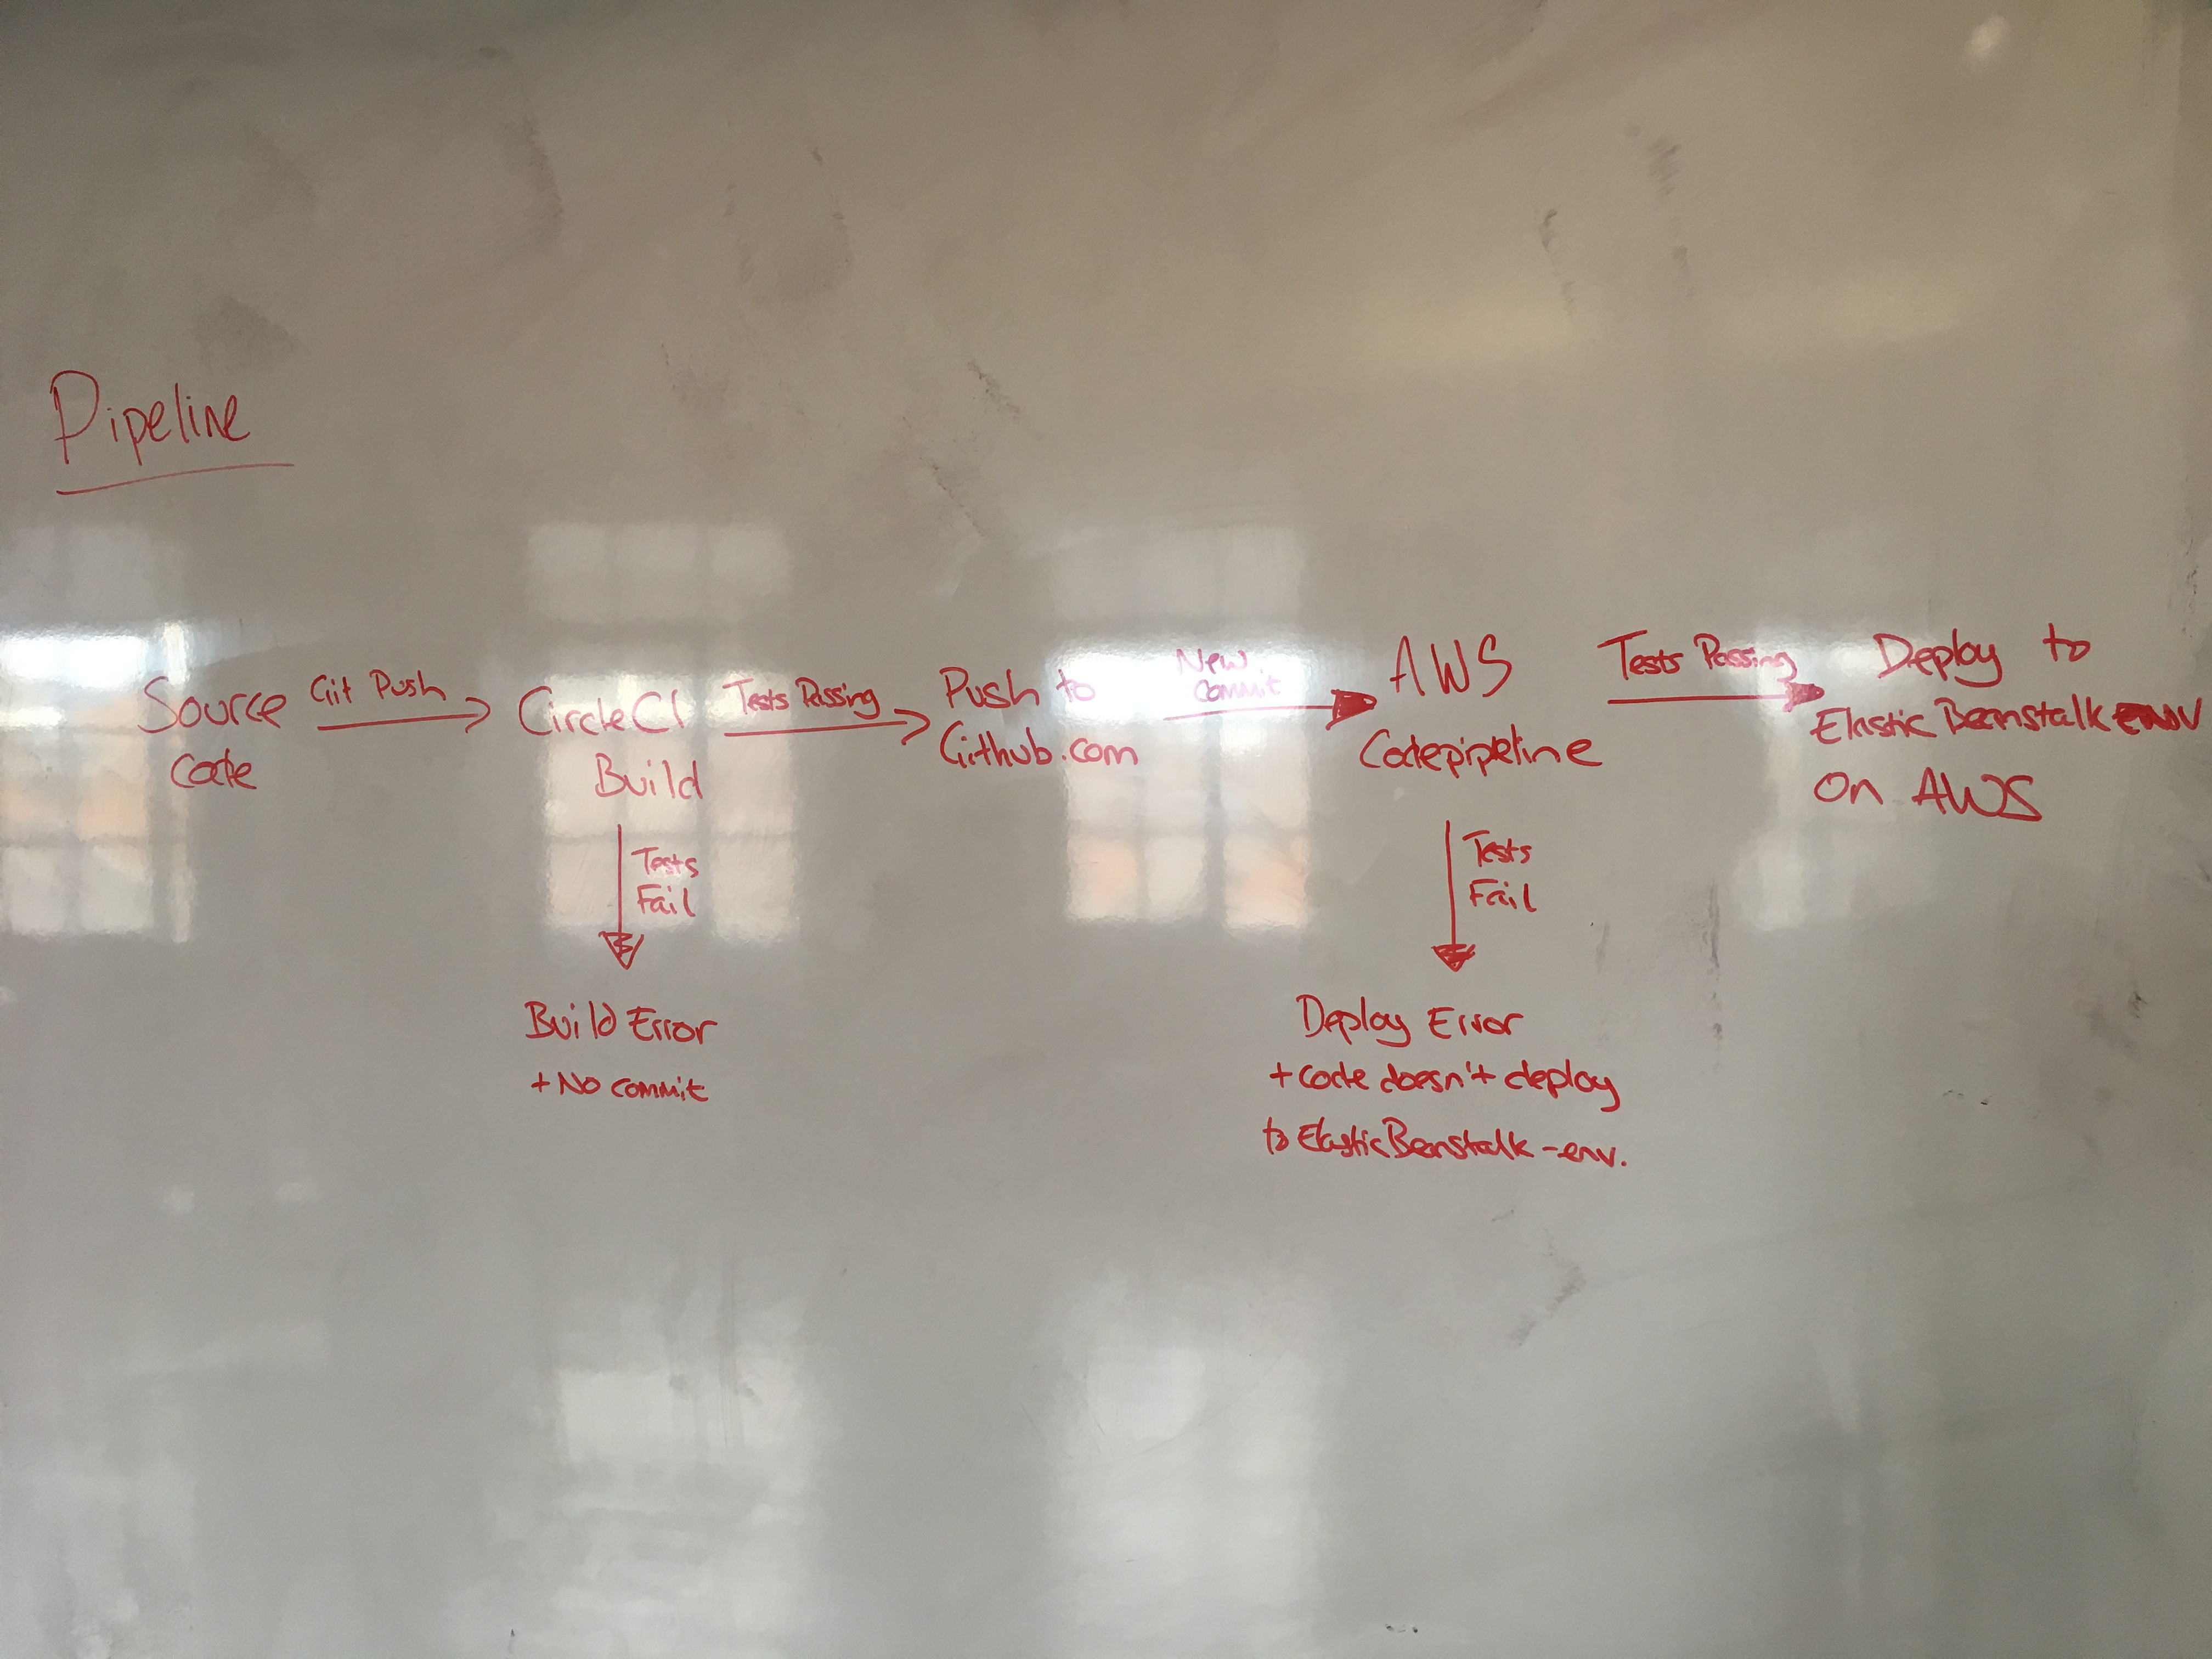 Pipeline
Source
code
Git Push
CircleCI
Build
Tests Passing
Push to
Github.com
New
commit
AWS
Codepipeline
Tests Passing
Deploy to
Elastic Beanstalk ENV
On AWS
Tests
Fail
Build Error
+ No commit
Tests
Fail
Deploy Error
+ code doesn't deploy
to ElasticBeanstalk-env.